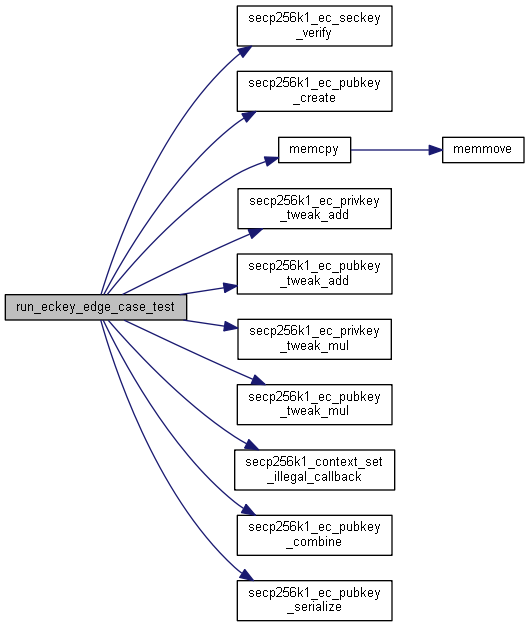 secp256k1_ec_seckey
_verify
secp256k1_ec_pubkey
_create
memcpy
memmove
secp256k1_ec_privkey
_tweak_add
secp256k1_ec_pubkey
_tweak_add
run_eckey_edge_case_test
secp256k1_ec_privkey
_tweak_mul
secp256k1_ec_pubkey
_tweak_mul
secp256k1_context_set
_illegal_callback
secp256k1_ec_pubkey
_combine
secp256k1_ec_pubkey
_serialize